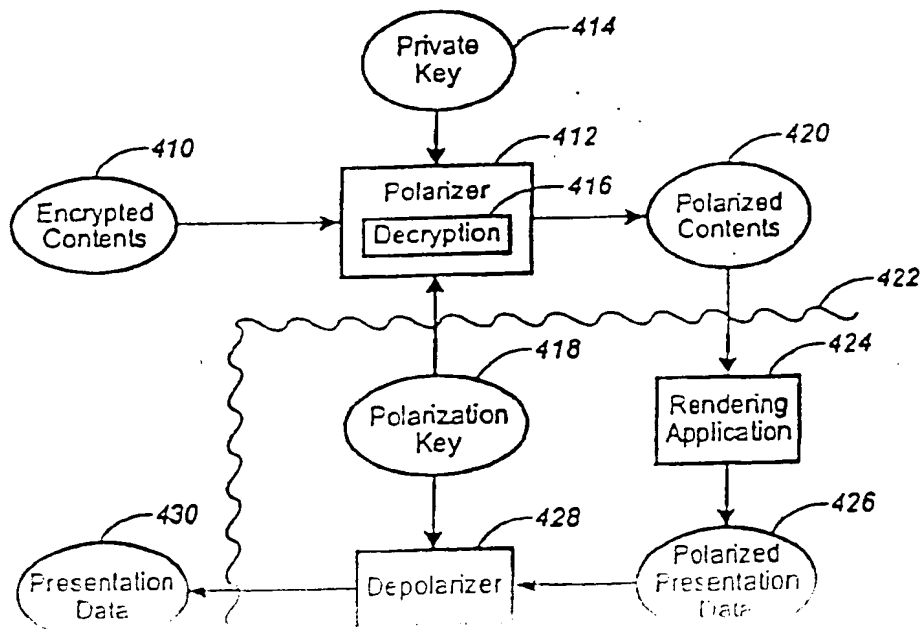 Private
Key
414
412
410
420
Polarizer
416
Decryption
Encrypted
Contents
Polarized
Contents
422
418
424
Polarization
Key
Rendering
Application
430
428
426
Presentation
Data
Depolarizer
Polarized
Presentation
Data